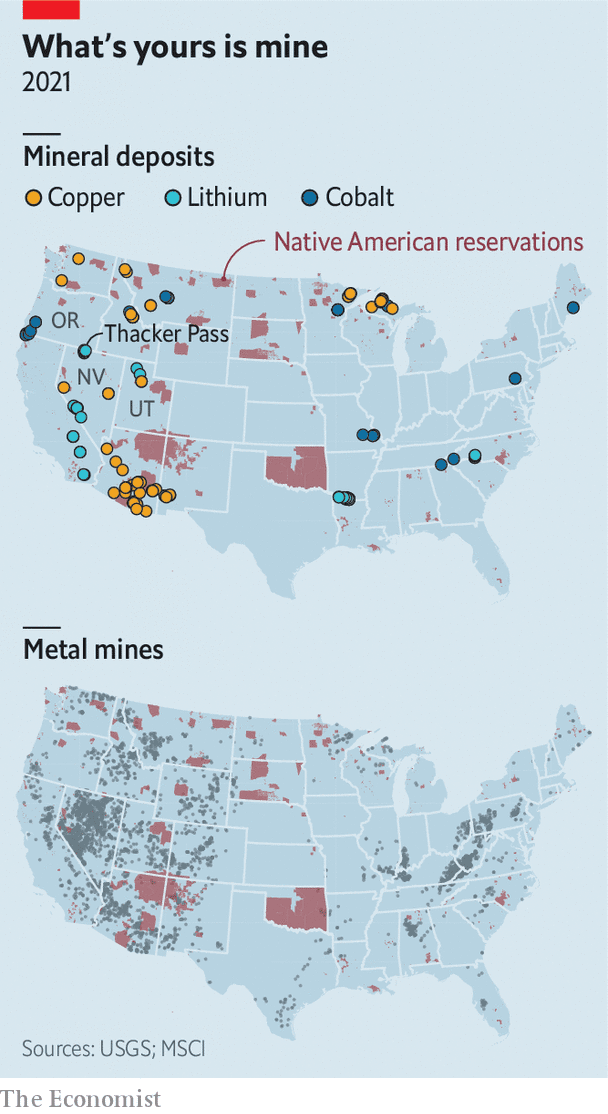 What's yours is mine
2021
Mineral deposits
Copper Lithium Cobalt
Native American reservations
OR
Thacker Pass
NV
UT
Metal mines
Sources: USGS; MSCI
The Economist